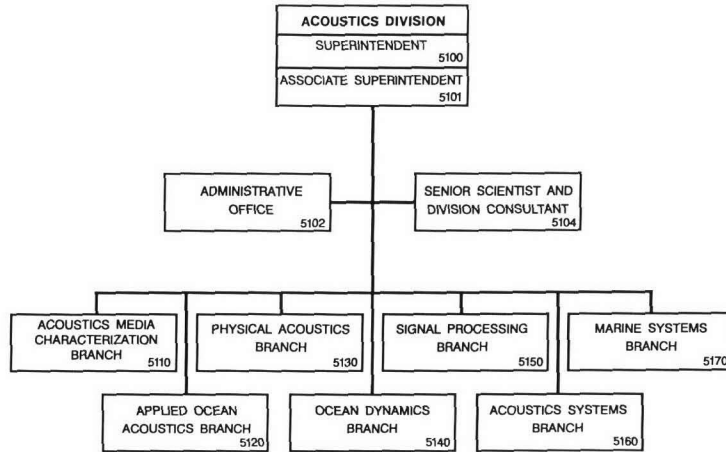 ACOUSTICS DIVISION
SUPERINTENDENT
5100
ASSOCIATE SUPERINTENDENT
5101
ADMINISTRATIVE
OFFICE
5102
SENIOR SCIENTIST AND
DIVISION CONSULTANT
5104
ACOUSTICS MEDIA
CHARACTERIZATION
BRANCH
5110
PHYSICAL ACOUSTICS
BRANCH
5130
SIGNAL PROCESSING
BRANCH
5150
MARINE SYSTEMS
BRANCH
5170
APPLIED OCEAN
ACOUSTICS BRANCH
5120
OCEAN DYNAMICS
BRANCH
5140
ACOUSTICS SYSTEMS
BRANCH
5160